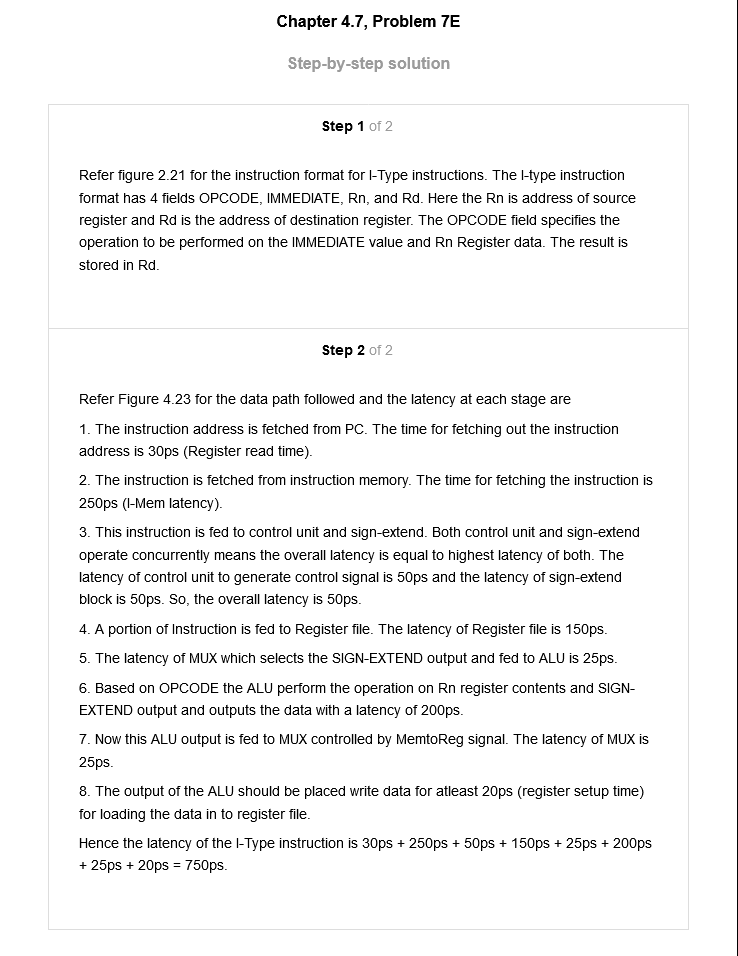 Chapter 4.7, Problem 7E
Step-by-step solution
Step 1 of 2
Refer figure 2.21 for the instruction format for I-Type instructions. The I-type instruction
format has 4 fields OPCODE, IMMEDIATE, Rn, and Rd. Here the Rn is address of source
register and Rd is the address of destination register. The OPCODE field specifies the
operation to be performed on the IMMEDIATE value and Rn Register data. The result is
stored in Rd.
Step 2 of 2
Refer Figure 4.23 for the data path followed and the latency at each stage are
1. The instruction address is fetched from PC. The time for fetching out the instruction
address is 30ps (Register read time).
2. The instruction is fetched from instruction memory. The time for fetching the instruction is
250ps (I-Mem latency).
3. This instruction is fed to control unit and sign-extend. Both control unit and sign-extend
operate concurrently means the overall latency is equal to highest latency of both. The
latency of control unit to generate control signal is 50ps and the latency of sign-extend
block is 50ps. So, the overall latency is 50ps.
4. A portion of Instruction is fed to Register file. The latency of Register file is 150ps.
5. The latency of MUX which selects the SIGN-EXTEND output and fed to ALU is 25ps.
6. Based on OPCODE the ALU perform the operation on Rn register contents and SIGN-
EXTEND output and outputs the data with a latency of 200ps.
7. Now this ALU output is fed to MUX controlled by MemtoReg signal. The latency of MUX is
25ps.
8. The output of the ALU should be placed write data for atleast 20ps (register setup time)
for loading the data in to register file.
Hence the latency of the I-Type instruction is 30ps + 250ps + 50ps + 150ps + 25ps + 200ps
+ 25ps + 20ps = 750ps.